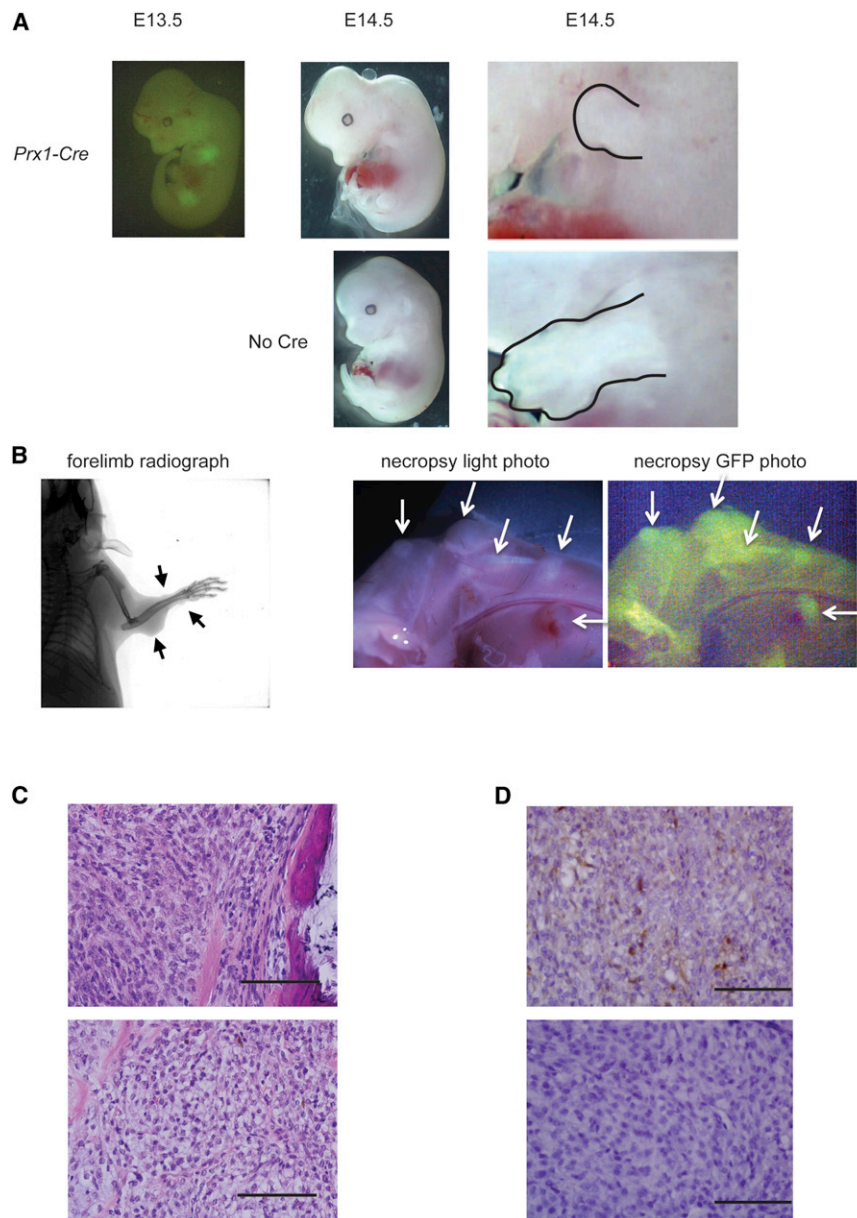 A
E13.5
E14.5
E14.5
Prx1-Cre
No Cre
B
forelimb radiograph
necropsy light photo
necropsy GFP photo
C
D